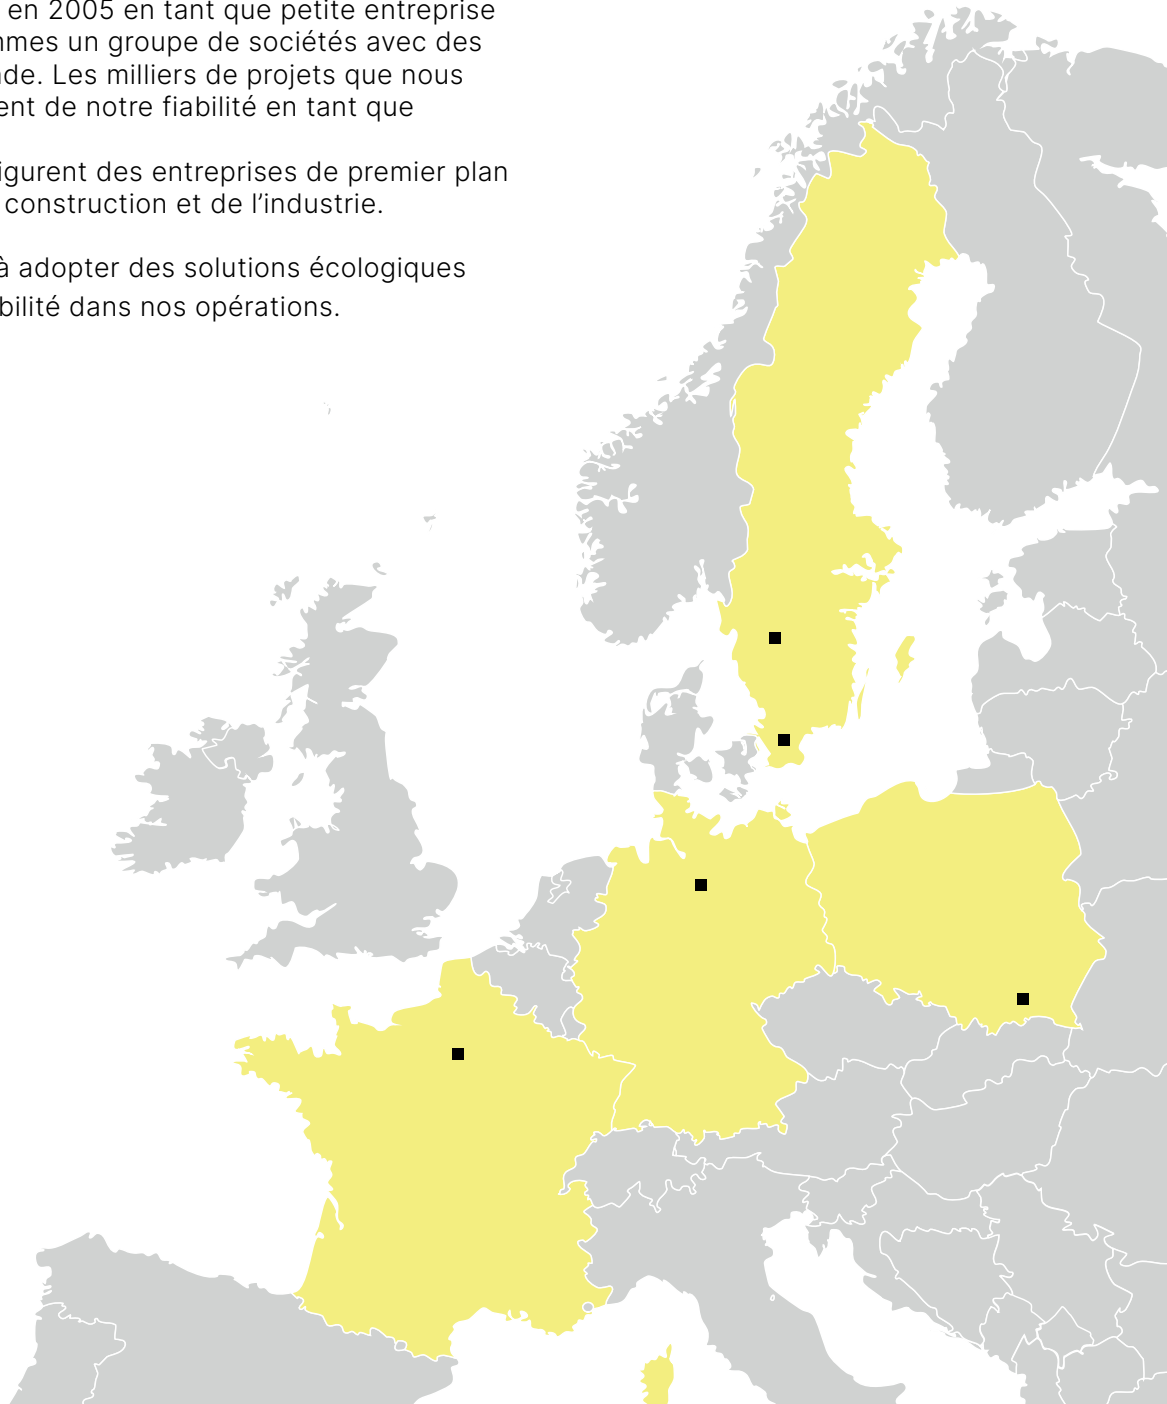 en 2005 en tant que petite entreprise
mmes un groupe de sociétés avec des
de. Les milliers de projets que nous
ent de notre fiabilité en tant que
igurent des entreprises de premier plan
construction et de l’industrie.
à adopter des solutions écologiques
bilité dans nos opérations.